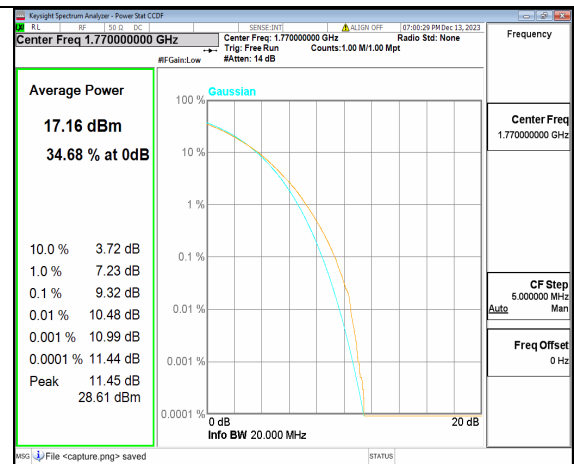 Keysight Spectrum Analyzer - Power Stat CCDF
RL RF 50 Ω DC SENSE:INT ALIGN OFF 07:00:29 PM Dec 13, 2023
Center Freq 1.770000000 GHz
Center Freq: 1.770000000 GHz Radio Std: None
Trig: Free Run Counts:1.00 M/1.00 Mpt
#IFGain:Low #Atten: 14 dB
Frequency
Average Power
17.16 dBm
34.68 % at 0dB
10.0 % 3.72 dB
1.0 % 7.23 dB
0.1 % 9.32 dB
0.01 % 10.48 dB
0.001 % 10.99 dB
0.0001 % 11.44 dB
Peak 11.45 dB
28.61 dBm
Gaussian
100 %
10 %
1 %
0.1 %
0.01 %
0.001 %
0.0001 %
0 dB 20 dB
Info BW 20.000 MHz
Center Freq
1.770000000 GHz
CF Step
5.000000 MHz
Auto Man
Freq Offset
0 Hz
MSG File <capture.png> saved STATUS